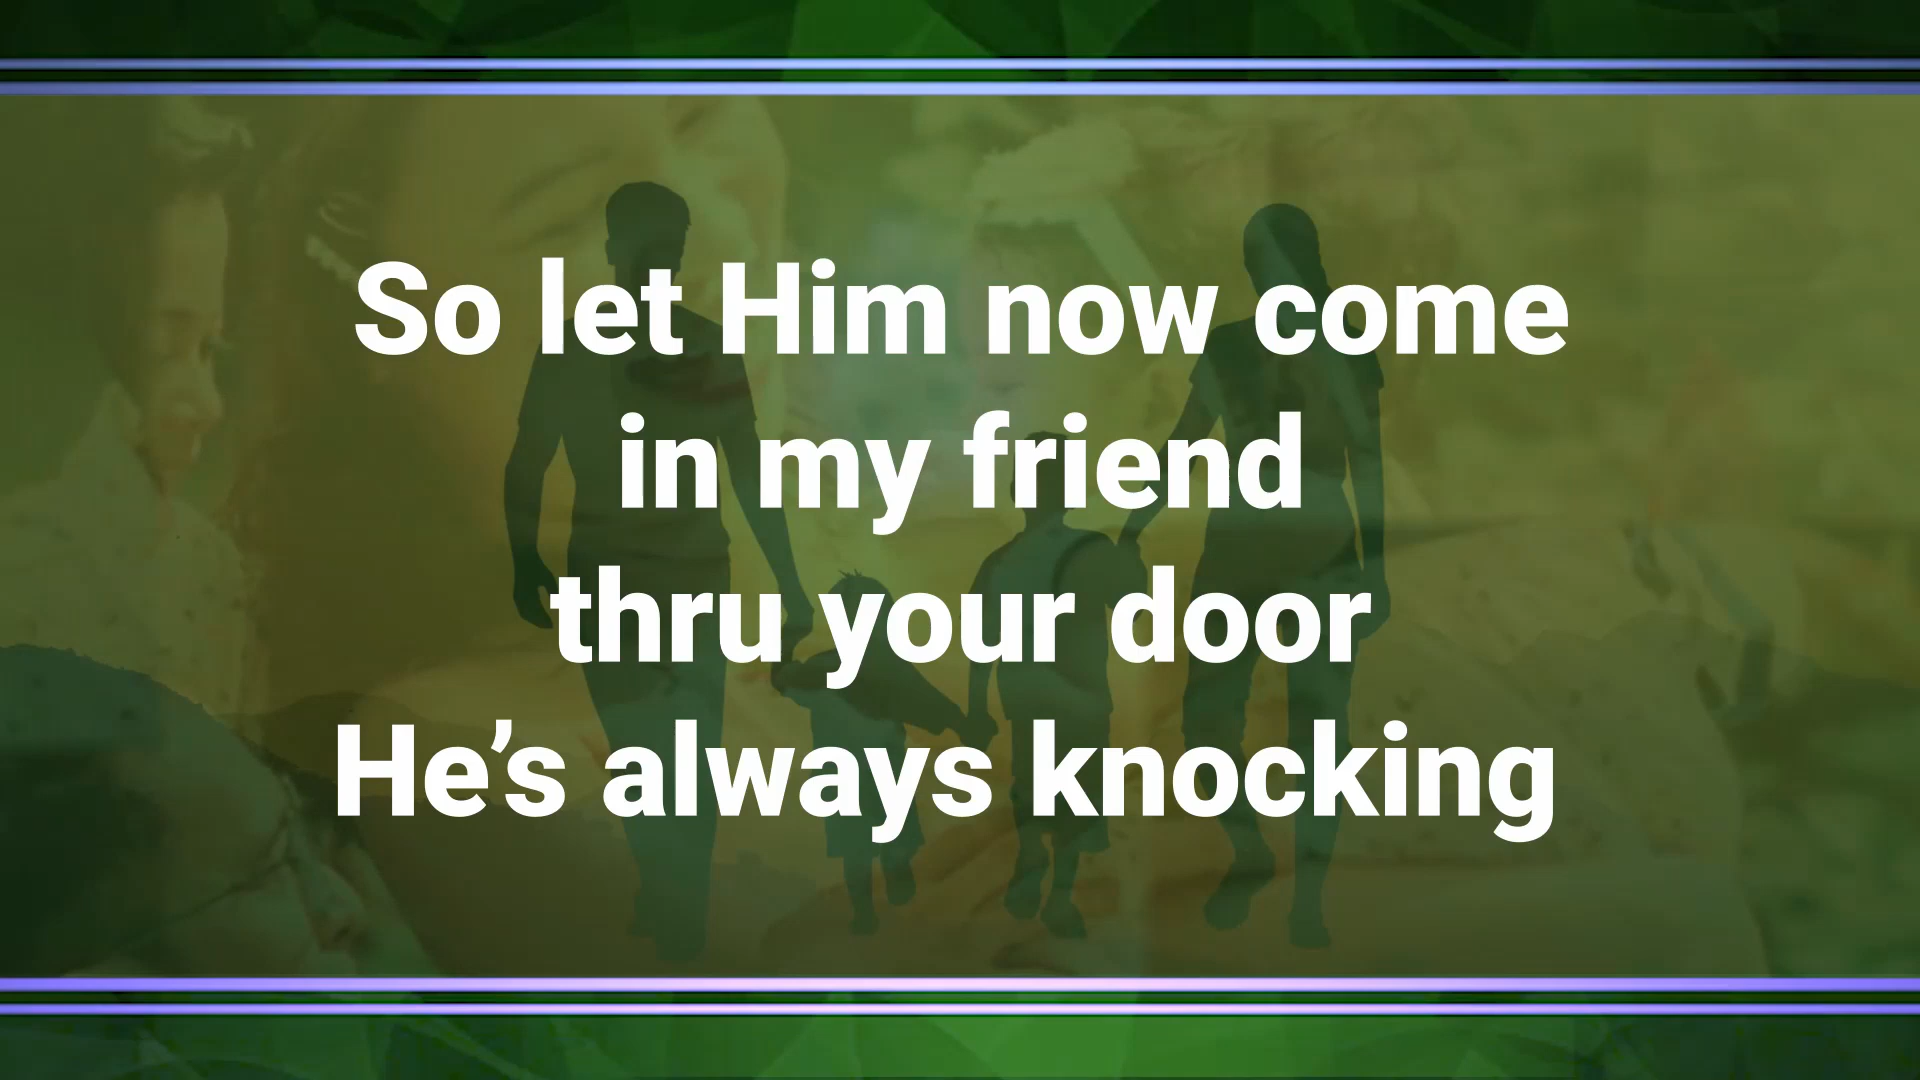 So let Him now come
in my friend
thru your door
He’s always knocking